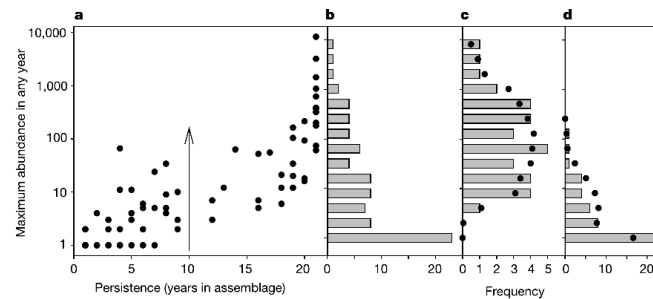 a b c d
10,000
1,000
100
10
1
Maximum abundance in any year
0 5 10 15 20 0 10 20 0 1 2 3 4 5 0 10 20
Persistence (years in assemblage) Frequency